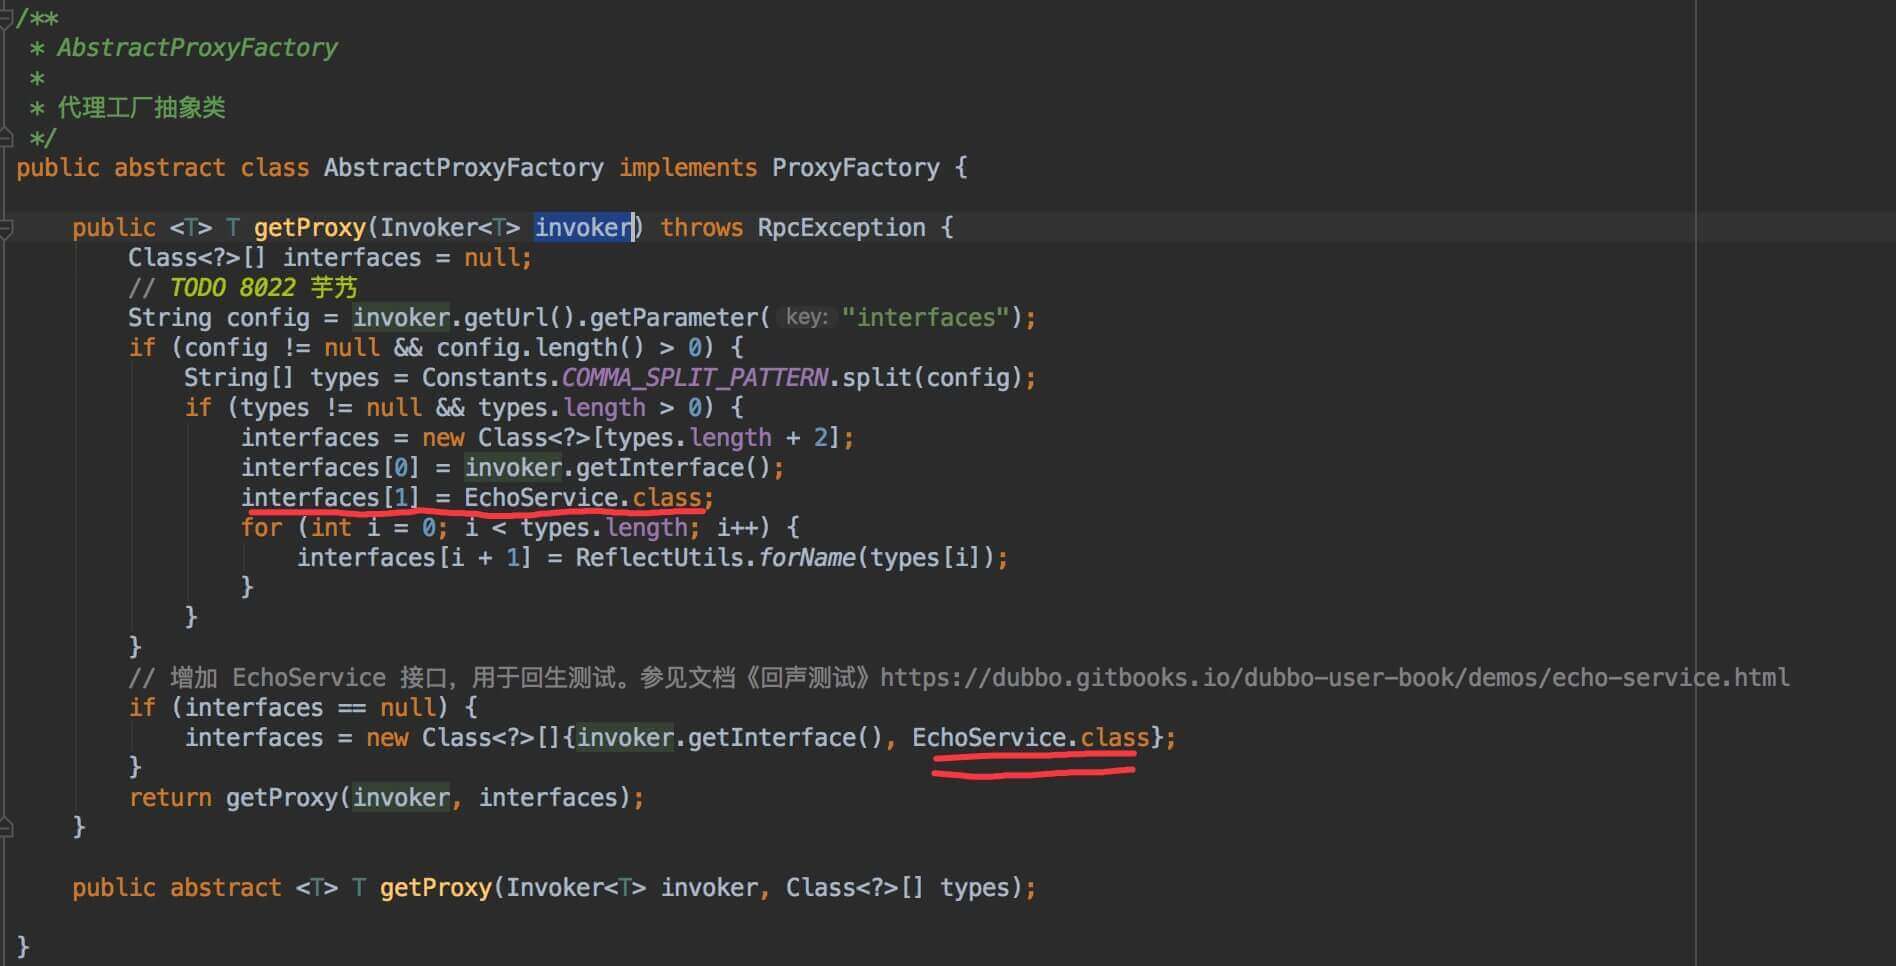 /**
 * AbstractProxyFactory
 *
 * 代理工厂抽象类
 */
public abstract class AbstractProxyFactory implements ProxyFactory {

    public <T> T getProxy(Invoker<T> invoker) throws RpcException {
        Class<?>[] interfaces = null;
        // TODO 8022 芋艿
        String config = invoker.getUrl().getParameter( key: "interfaces");
        if (config != null && config.length() > 0) {
            String[] types = Constants.COMMA_SPLIT_PATTERN.split(config);
            if (types != null && types.length > 0) {
                interfaces = new Class<?>[types.length + 2];
                interfaces[0] = invoker.getInterface();
                interfaces[1] = EchoService.class;
                for (int i = 0; i < types.length; i++) {
                    interfaces[i + 1] = ReflectUtils.forName(types[i]);
                }
            }
        }
        // 增加 EchoService 接口，用于回生测试。参见文档《回声测试》https://dubbo.gitbooks.io/dubbo-user-book/demos/echo-service.html
        if (interfaces == null) {
            interfaces = new Class<?>[]{invoker.getInterface(), EchoService.class};
        }
        return getProxy(invoker, interfaces);
    }

    public abstract <T> T getProxy(Invoker<T> invoker, Class<?>[] types);

}